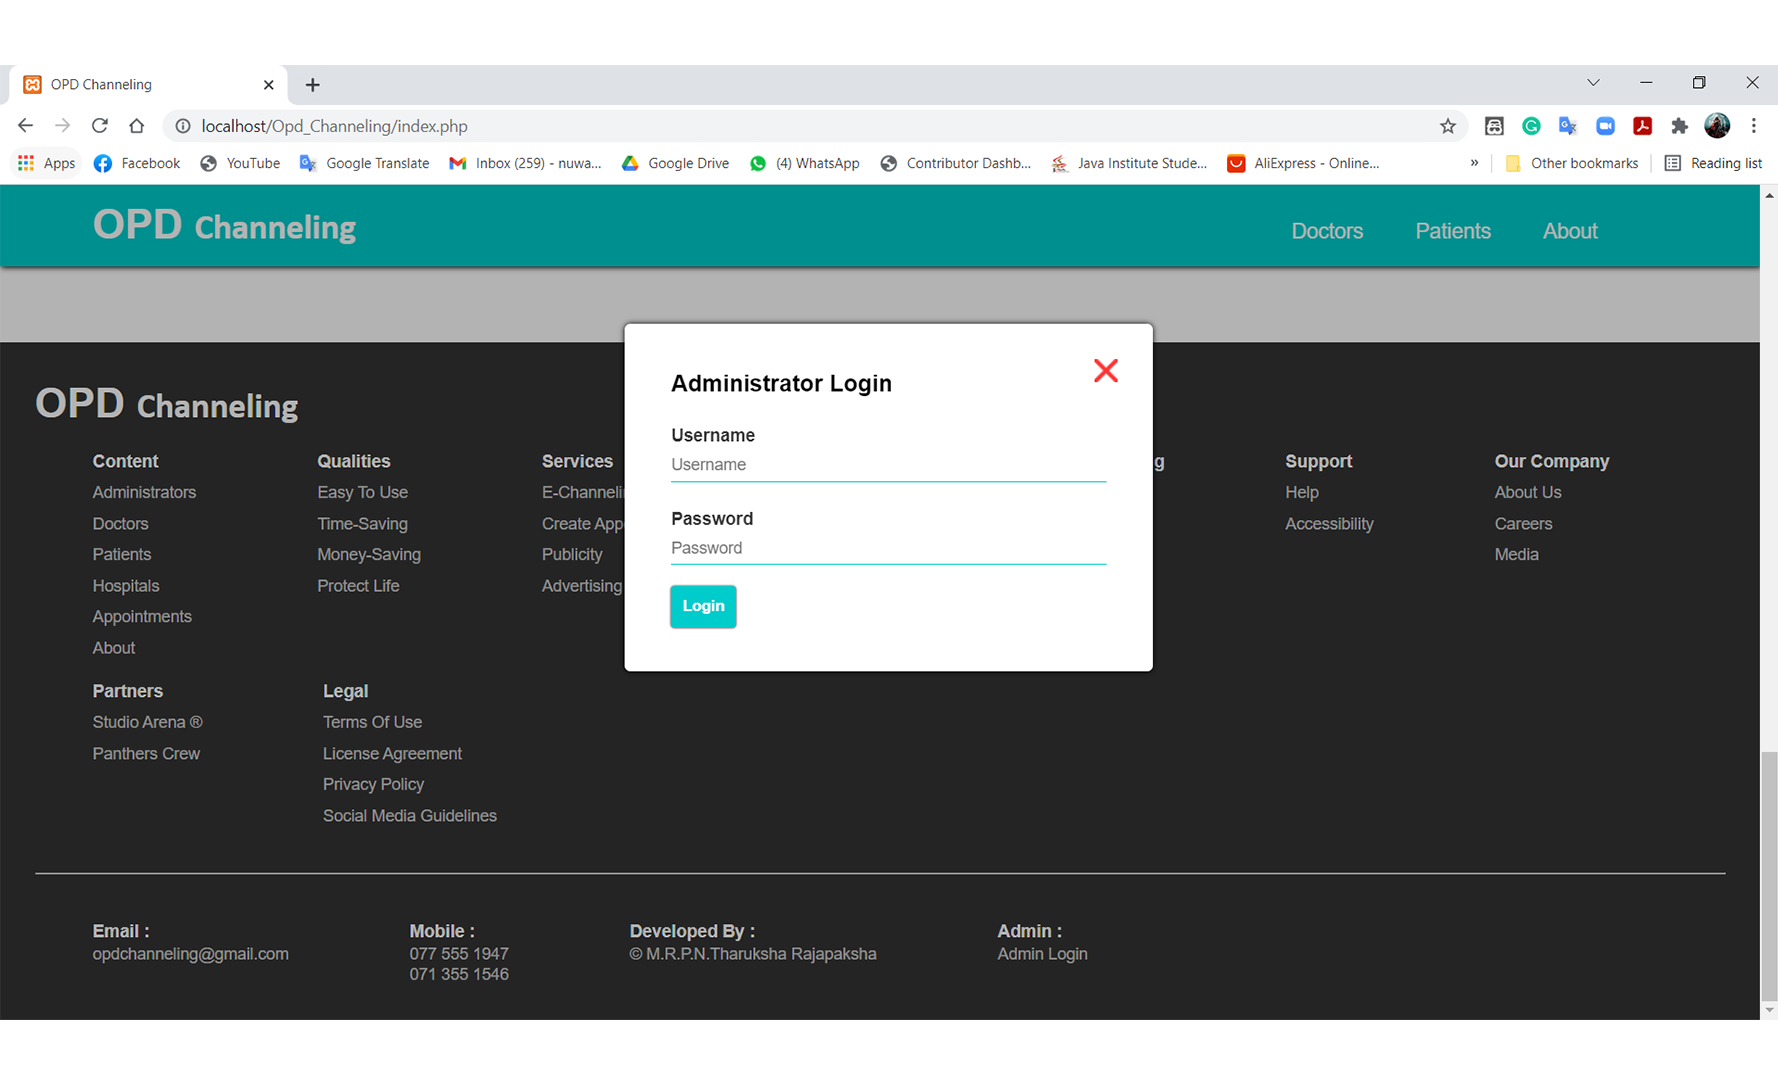 OPD Channeling
localhost/Opd_Channeling/index.php
Apps Facebook YouTube Google Translate Inbox (259) - nuwa... Google Drive (4) WhatsApp Contributor Dashb... Java Institute Stude... AliExpress - Online... » Other bookmarks Reading list
OPD Channeling
Doctors Patients About
Administrator Login
Username
Username
Password
Password
Login
OPD Channeling
Content
Administrators
Doctors
Patients
Hospitals
Appointments
About
Qualities
Easy To Use
Time-Saving
Money-Saving
Protect Life
Services
E-Channeli
Create App
Publicity
Advertising
g
Support
Help
Accessibility
Our Company
About Us
Careers
Media
Partners
Studio Arena ®
Panthers Crew
Legal
Terms Of Use
License Agreement
Privacy Policy
Social Media Guidelines
Email :
opdchanneling@gmail.com
Mobile :
077 555 1947
071 355 1546
Developed By :
© M.R.P.N.Tharuksha Rajapaksha
Admin :
Admin Login